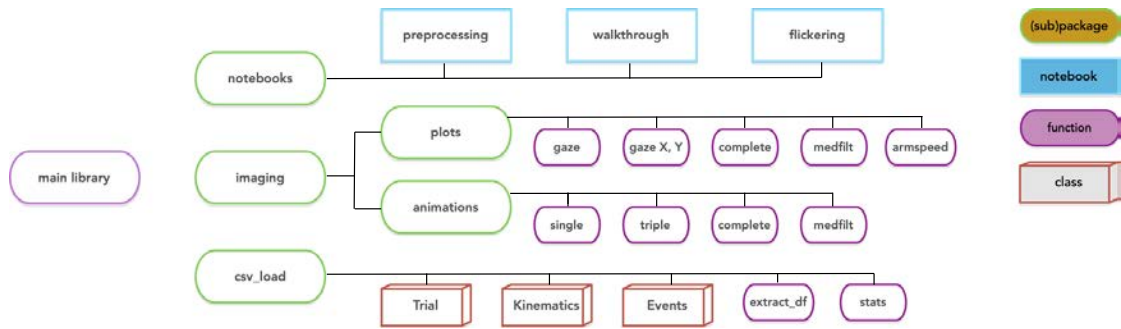 preprocessing
walkthrough
flickering
(sub)package
notebooks
notebook
plots
gaze
gaze X, Y
complete
medfilt
armspeed
function
main library
imaging
class
animations
single
triple
complete
medfilt
csv_load
Trial
Kinematics
Events
extract_df
stats